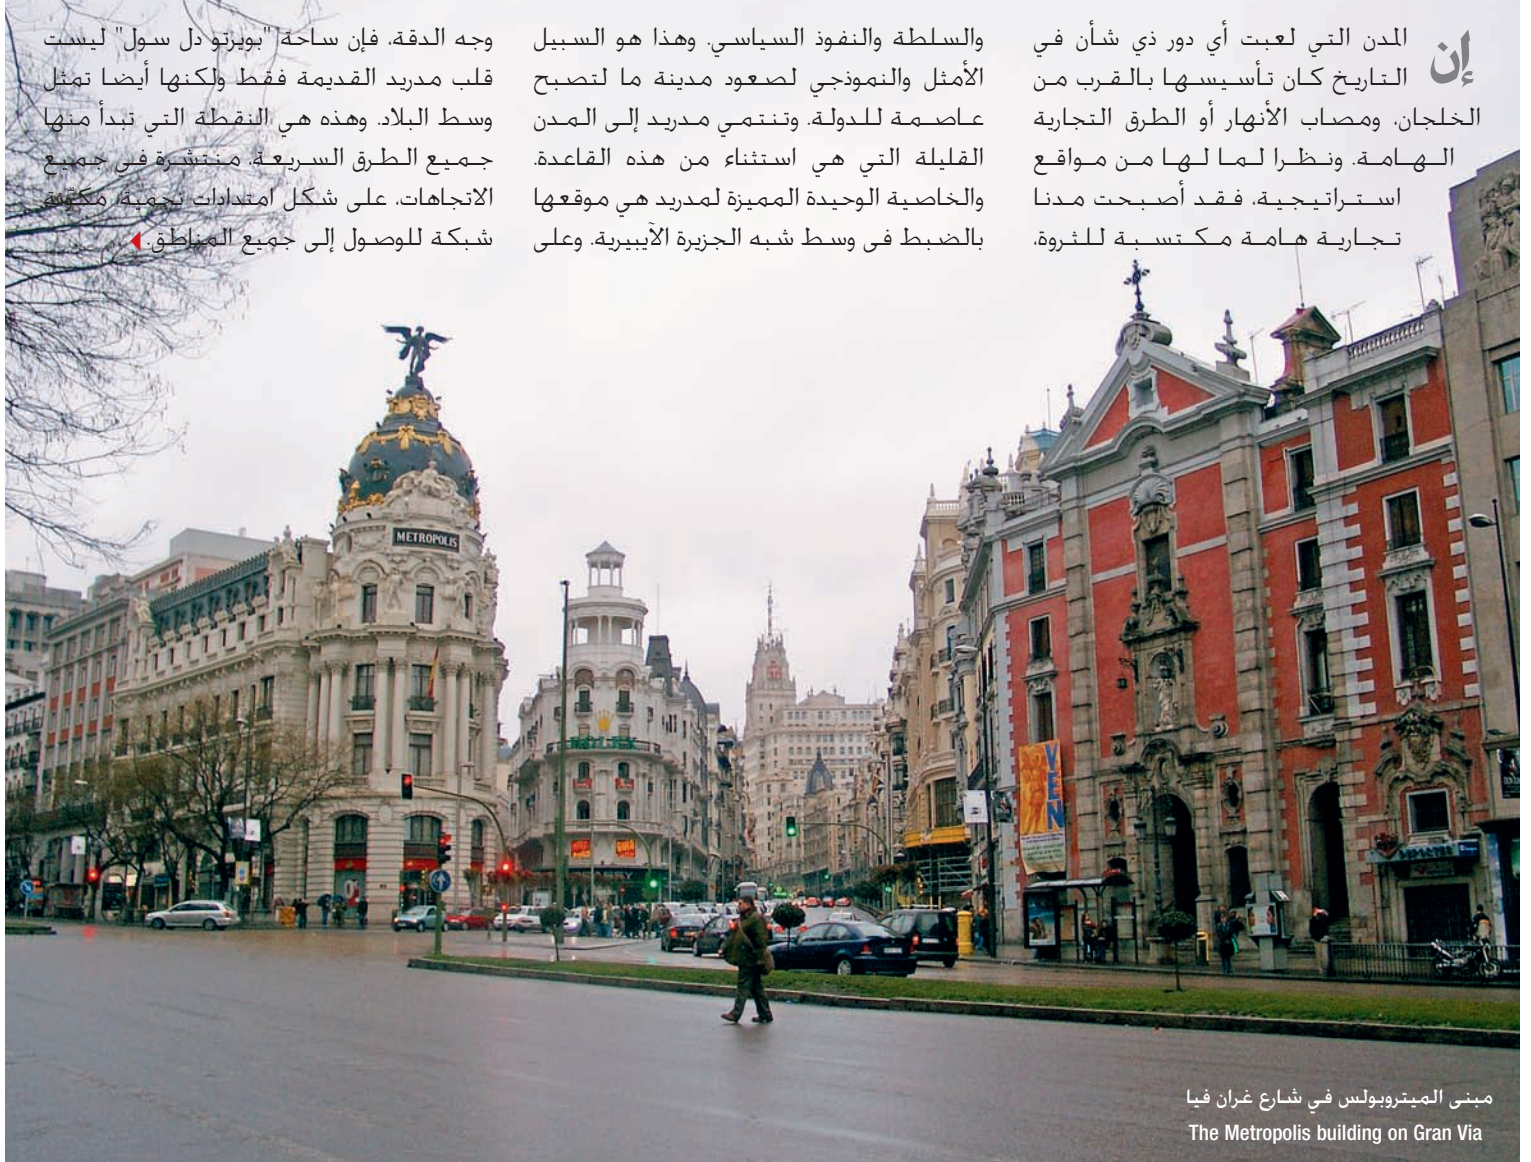 إن المدن التي لعبت أي دور ذي شأن في
التاريخ كان تأسيسها بالقرب من
الخلجان، ومصاب الأنهار أو الطرق التجارية
الهامة. ونظرا لما لها من مواقع
استراتيجية، فقد أصبحت مدنا
تجارية هامة مكتسبة للثروة،
والسلطة والنفوذ السياسي. وهذا هو السبيل
الأمثل والنموذجي لصعود مدينة ما لتصبح
عاصمة للدولة. وتنتمي مدريد إلى المدن
القليلة التي هي استثناء من هذه القاعدة.
والخاصية الوحيدة المميزة لمدريد هي موقعها
بالضبط فى وسط شبه الجزيرة الآيبيرية. وعلى
وجه الدقة، فإن ساحة "بويرتو دل سول" ليست
قلب مدريد القديمة فقط ولكنها أيضا تمثل
وسط البلاد. وهذه هي النقطة التي تبدأ منها
جميع الطرق السريعة، منتشرة في جميع
الاتجاهات، على شكل امتدادات نجمية، مكوّنة
شبكة للوصول إلى جميع المناطق.
METROPOLIS
VEN
مبنى الميتروبولس في شارع غران فيا
The Metropolis building on Gran Via